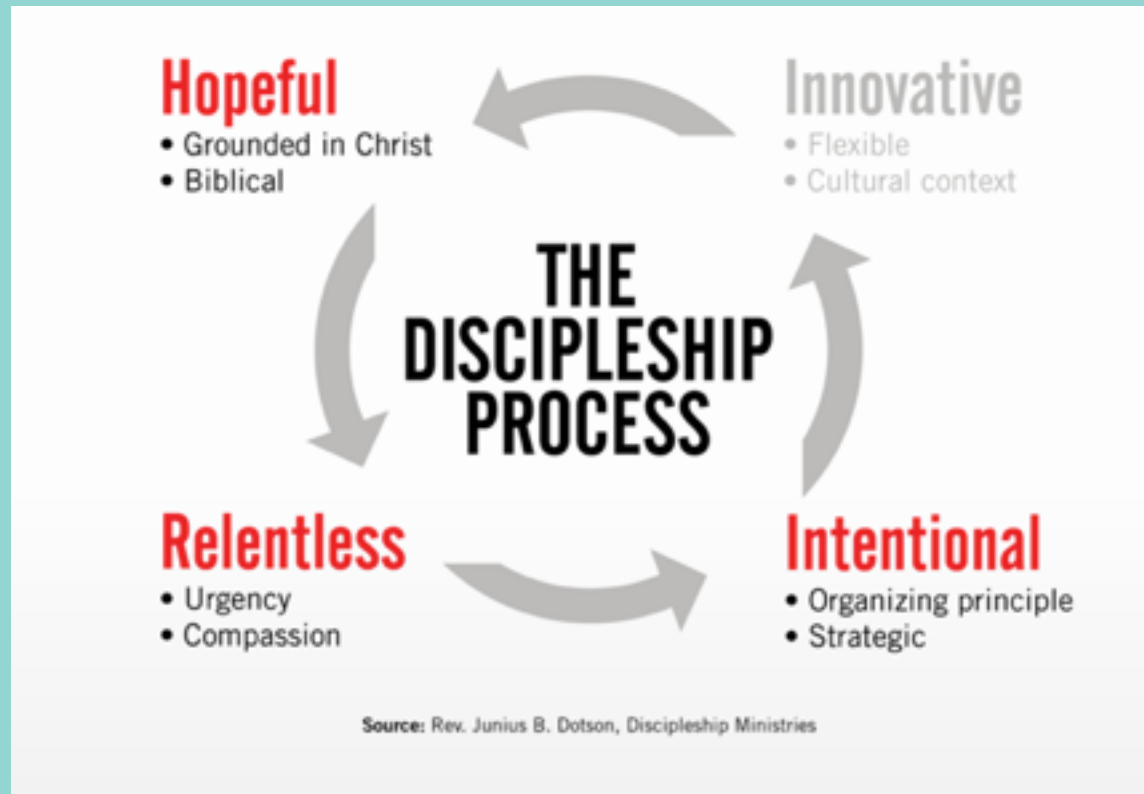 Hopeful
• Grounded in Christ
• Biblical
Innovative
• Flexible
• Cultural context
THE
DISCIPLESHIP
PROCESS
Relentless
• Urgency
• Compassion
Intentional
• Organizing principle
• Strategic
Source: Rev. Junius B. Dotson, Discipleship Ministries